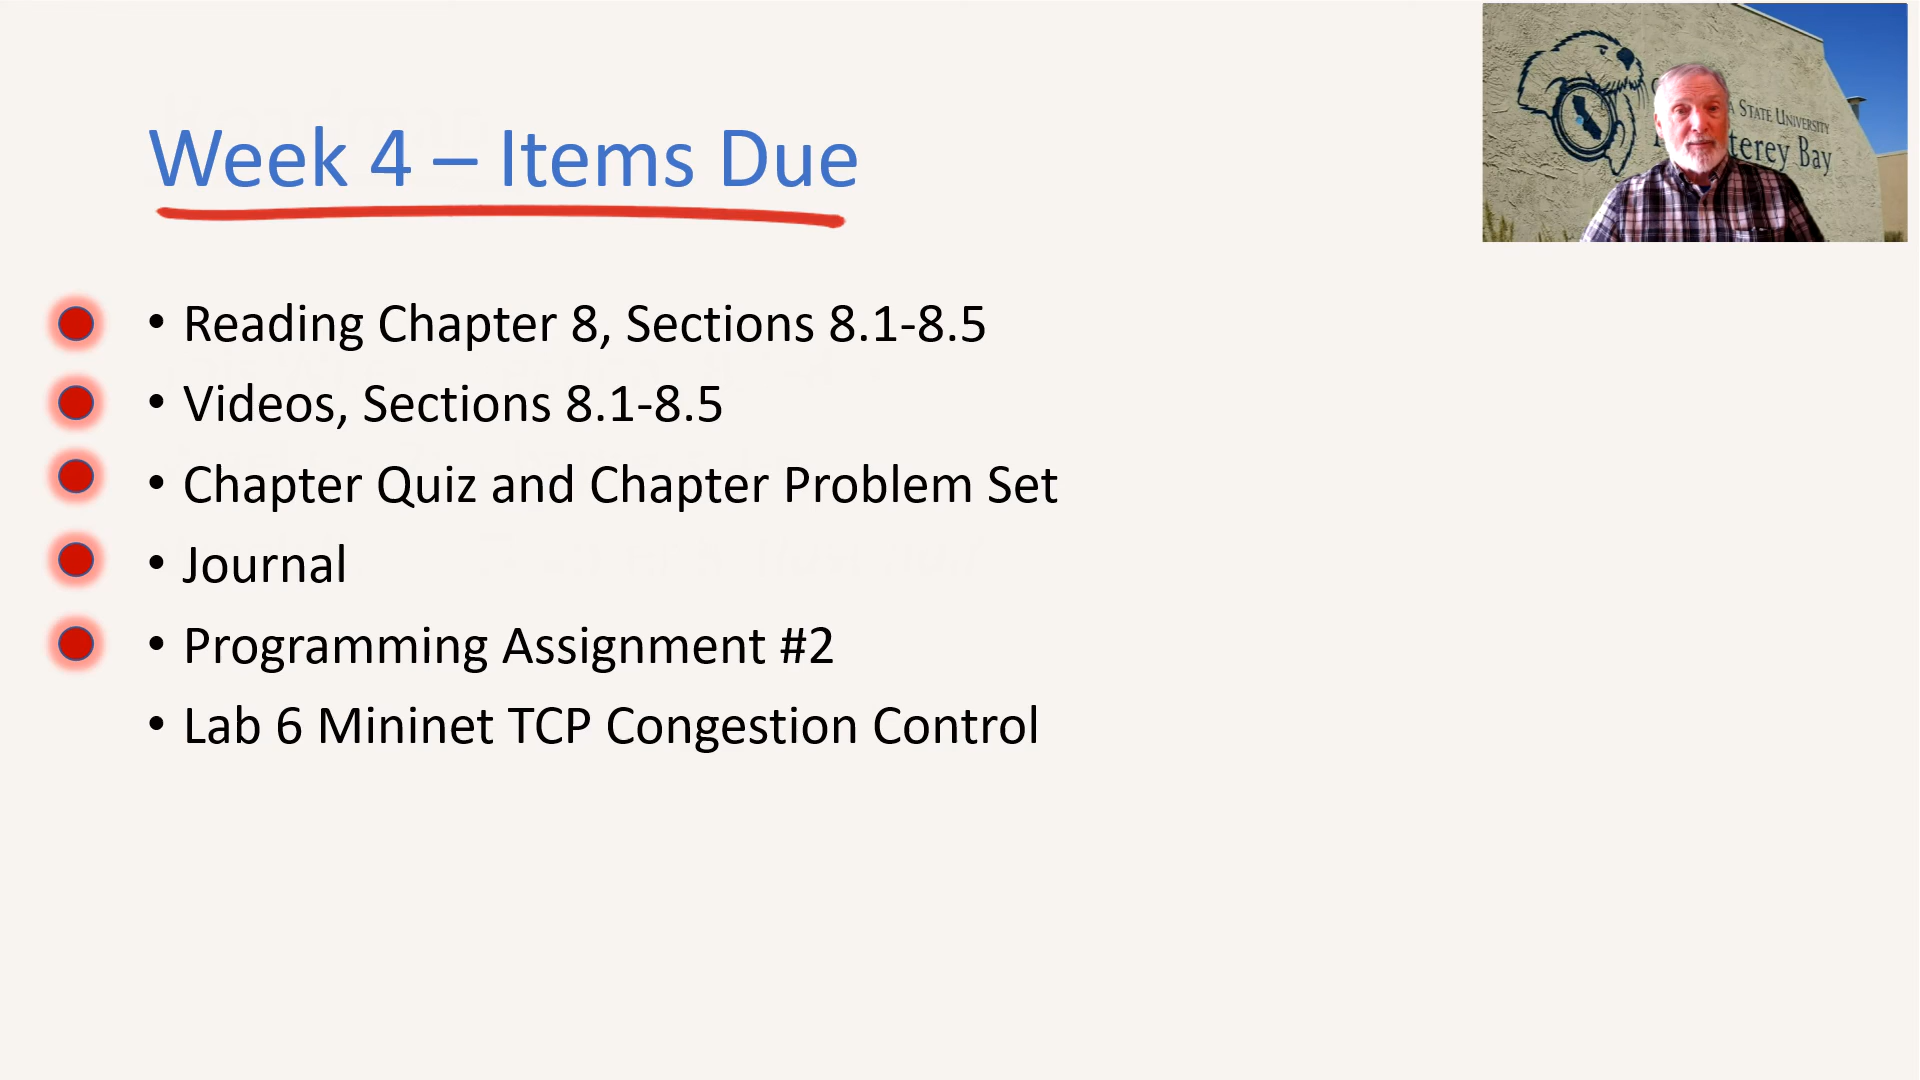 Week 4 – Items Due
A STATE UNIVERSITY
terey Bay
• Reading Chapter 8, Sections 8.1-8.5
• Videos, Sections 8.1-8.5
• Chapter Quiz and Chapter Problem Set
• Journal
• Programming Assignment #2
• Lab 6 Mininet TCP Congestion Control